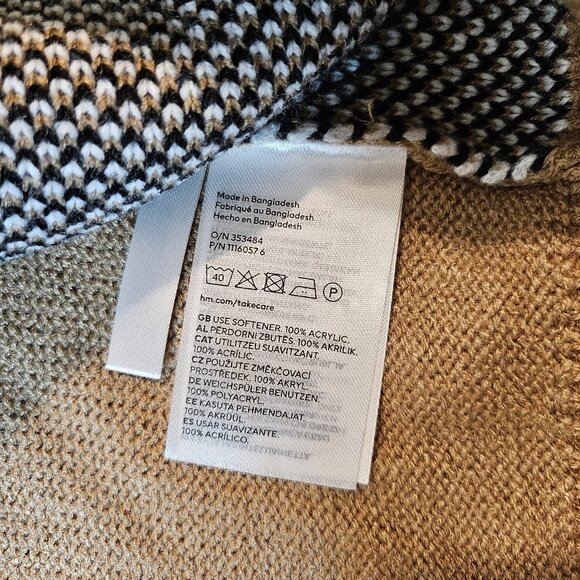 Made in Bangladesh
Fabriqué au Bangladesh
Hecho en Bangladesh
O/N 353484
P/N 1116057 6
40 P
hm.com/takecare
GB USE SOFTENER. 100% ACRYLIC.
AL PËRDORNI ZBUTËS. 100% AKRILIK.
CAT UTILITZEU SUAVITZANT.
100% ACRÍLIC.
CZ POUŽIJTE ZMĚKČOVACÍ
PROSTŘEDEK. 100% AKRYL.
DE WEICHSPÜLER BENUTZEN.
100% POLYACRYL.
EE KASUTA PEHMENDAJAT.
100% AKRÜÜL.
ES USAR SUAVIZANTE.
100% ACRÍLICO.